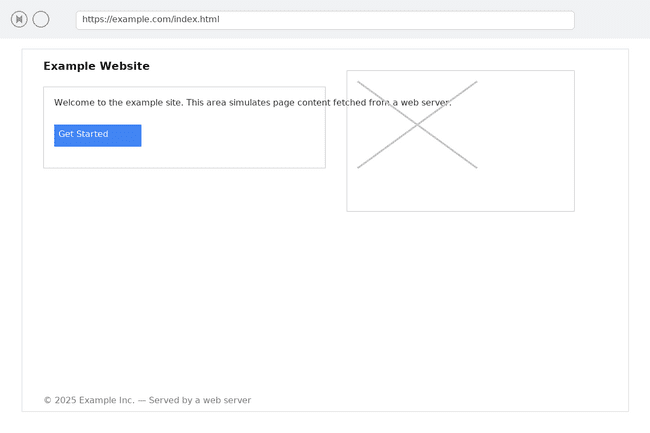 https://example.com/index.html
Example Website
Welcome to the example site. This area simulates page content fetched from a web server.
Get Started
© 2025 Example Inc. — Served by a web server